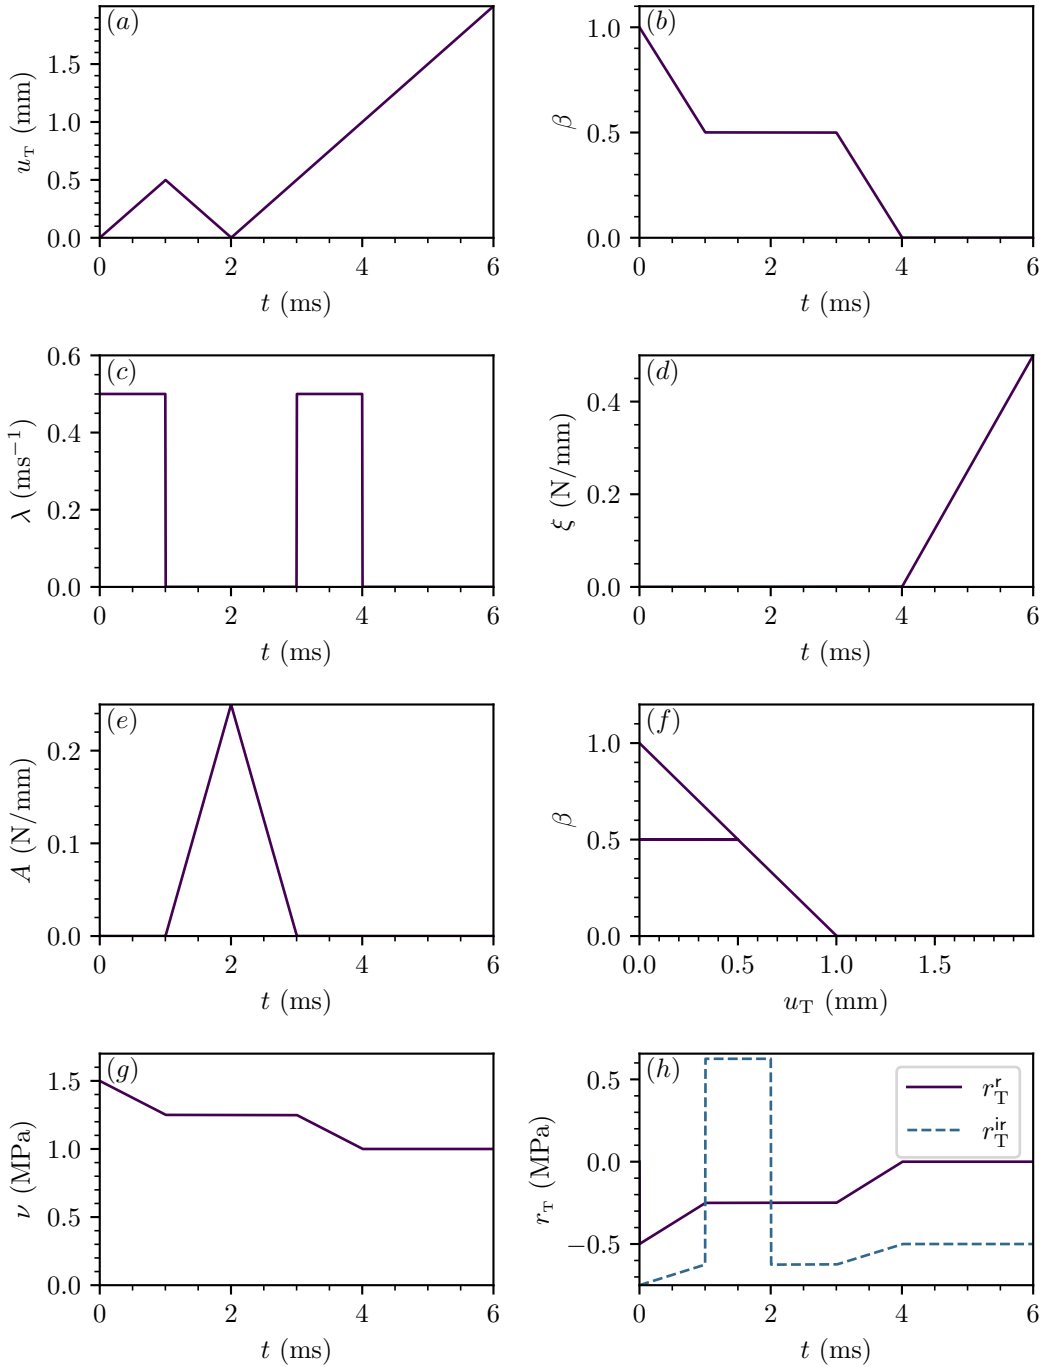 (a)
u_T (mm)
1.5
1.0
0.5
0.0
0 2 4 6
t (ms)
(b)
β
1.0
0.5
0.0
0 2 4 6
t (ms)
(c)
λ (ms⁻¹)
0.6
0.4
0.2
0.0
0 2 4 6
t (ms)
(d)
ξ (N/mm)
0.4
0.2
0.0
0 2 4 6
t (ms)
(e)
A (N/mm)
0.2
0.1
0.0
0 2 4 6
t (ms)
(f)
β
1.0
0.5
0.0
0.0 0.5 1.0 1.5
u_T (mm)
(g)
ν (MPa)
1.5
1.0
0.5
0.0
0 2 4 6
t (ms)
(h)
r_T (MPa)
0.5
0.0
−0.5
r_T^r
r_T^ir
0 2 4 6
t (ms)